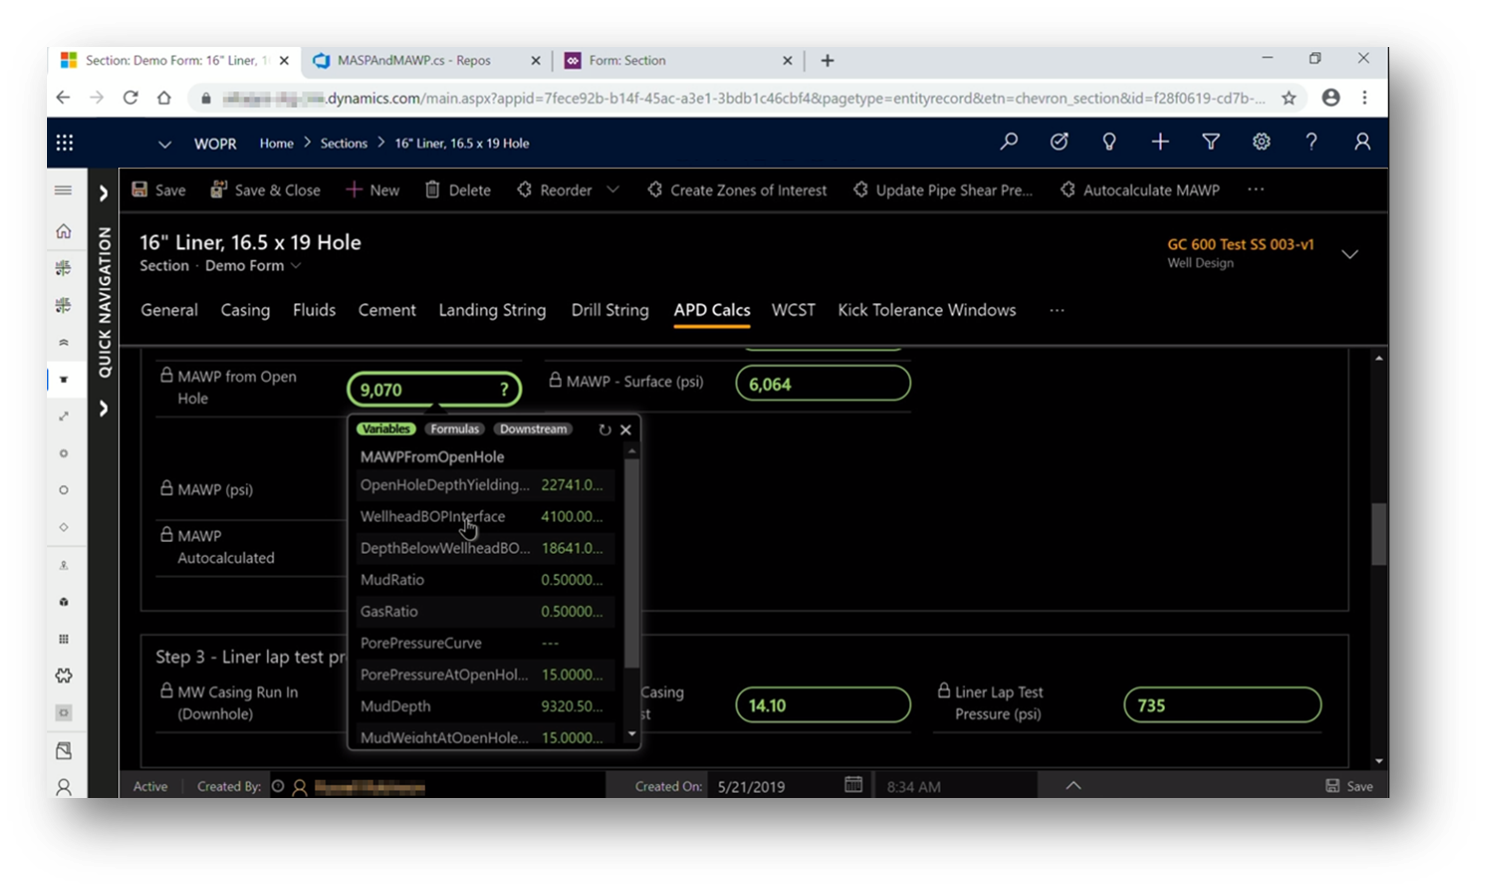 Section: Demo Form: 16" Liner, 1
MASPAndMAWP.cs - Repos
Form: Section
.dynamics.com/main.aspx?appid=7fece92b-b14f-45ac-a3e1-3bdb1c46cbf4&pagetype=entityrecord&etn=chevron_section&id=f28f0619-cd7b-...
WOPR Home > Sections > 16" Liner, 16.5 x 19 Hole
Save Save & Close New Delete Reorder Create Zones of Interest Update Pipe Shear Pre... Autocalculate MAWP ...
QUICK NAVIGATION
16" Liner, 16.5 x 19 Hole
Section · Demo Form
GC 600 Test SS 003-v1
Well Design
General Casing Fluids Cement Landing String Drill String APD Calcs WCST Kick Tolerance Windows ...
MAWP from Open
Hole
9,070 ?
MAWP - Surface (psi) 6,064
Variables Formulas Downstream
MAWPFromOpenHole
OpenHoleDepthYielding... 22741.0...
WellheadBOPInterface 4100.00...
DepthBelowWellheadBO... 18641.0...
MudRatio 0.50000...
GasRatio 0.50000...
PorePressureCurve ---
PorePressureAtOpenHol... 15.0000...
MudDepth 9320.50...
MudWeightAtOpenHole... 15.0000...
MAWP (psi)
MAWP
Autocalculated
Step 3 - Liner lap test pr
MW Casing Run In
(Downhole)
Casing
st
14.10
Liner Lap Test
Pressure (psi)
735
Active Created By:
Created On: 5/21/2019 8:34 AM
Save